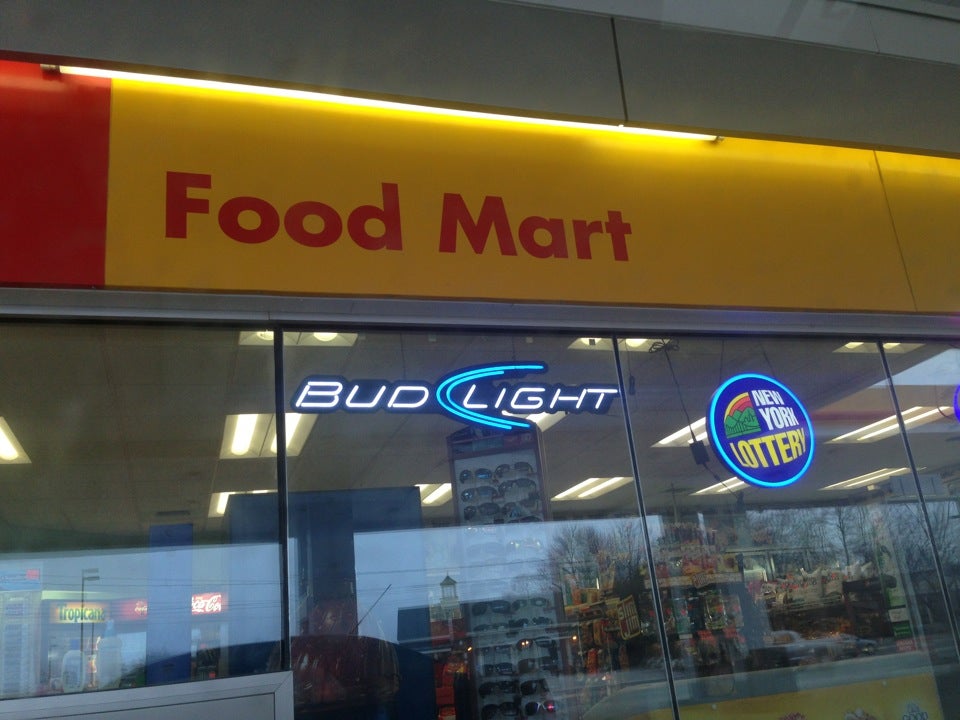 Food Mart
BUD LIGHT
NEW
YORK
LOTTERY
Tropicana
Coca-Cola